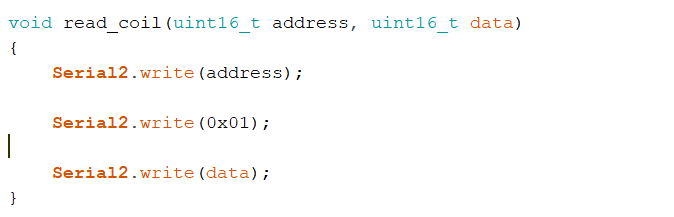 void read_coil(uint16_t address, uint16_t data)
{
Serial2.write(address);
Serial2.write(0x01);
Serial2.write(data);
}